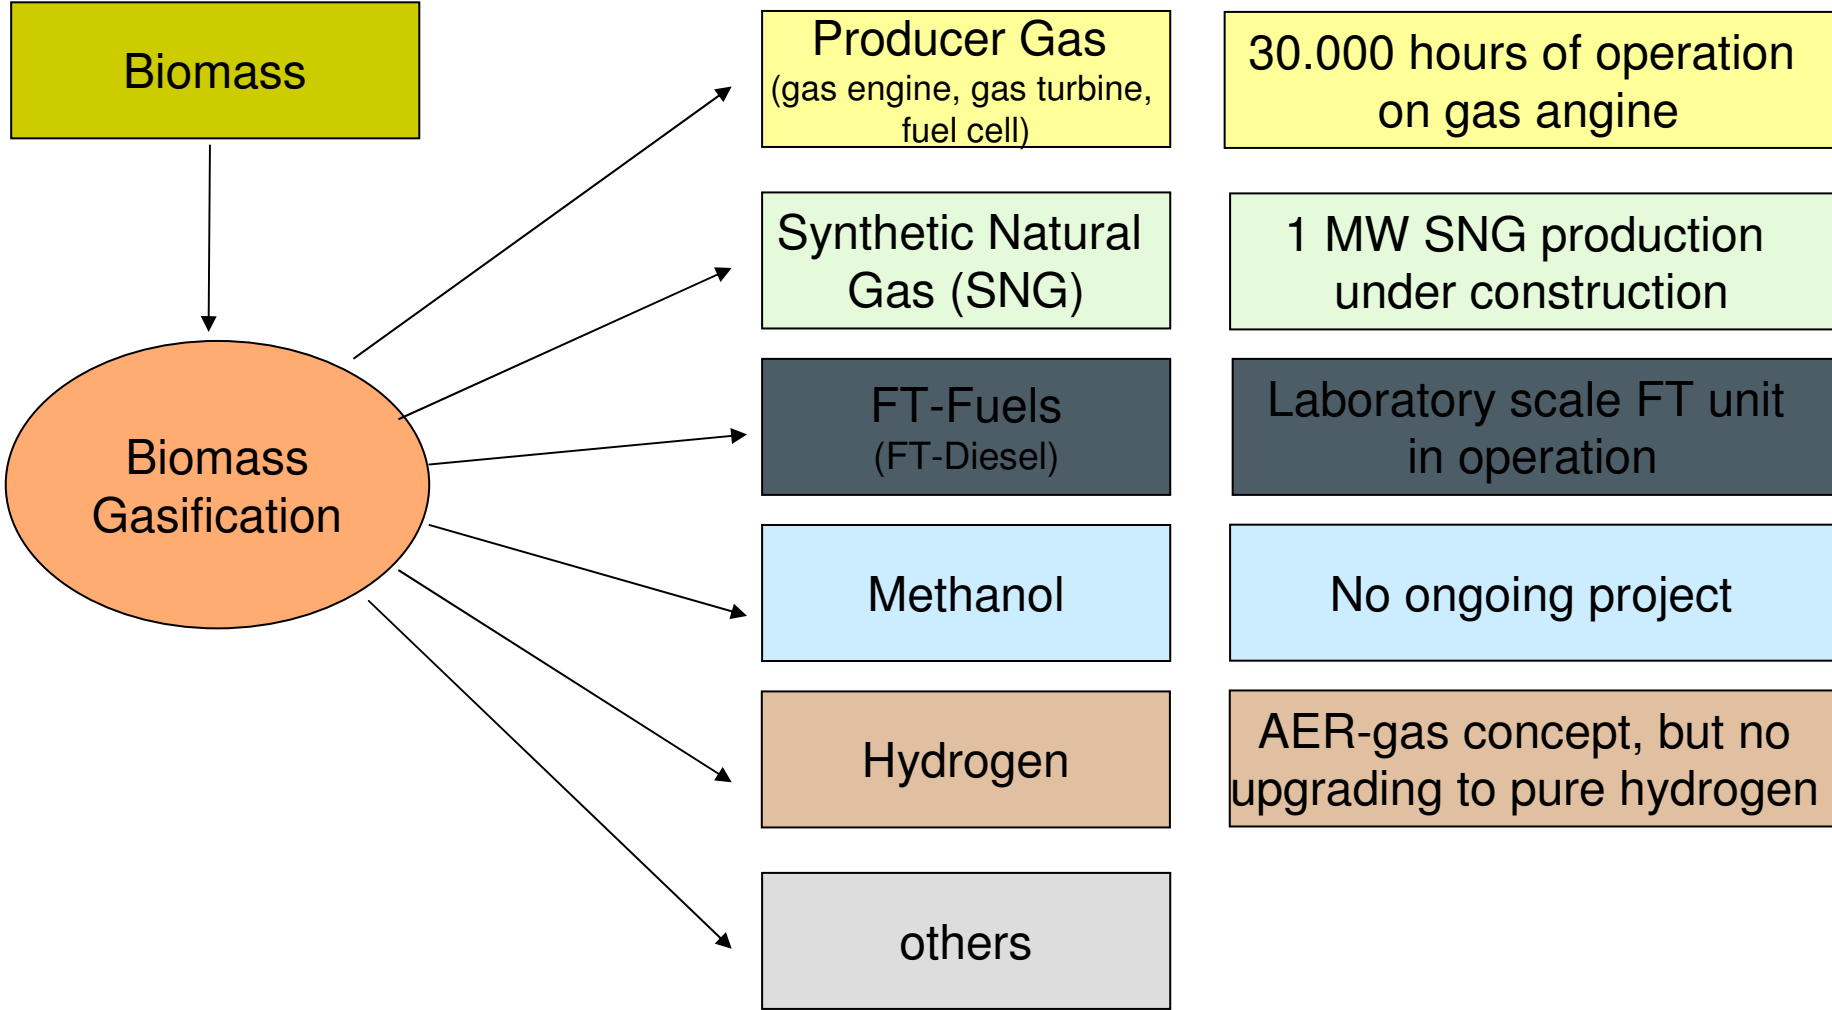 Biomass
Producer Gas
(gas engine, gas turbine,
fuel cell)
30.000 hours of operation
on gas angine
Synthetic Natural
Gas (SNG)
1 MW SNG production
under construction
Biomass
Gasification
FT-Fuels
(FT-Diesel)
Laboratory scale FT unit
in operation
Methanol
No ongoing project
Hydrogen
AER-gas concept, but no
upgrading to pure hydrogen
others